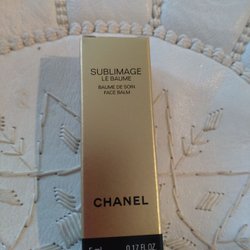 SUBLIMAGE
LE BAUME
BAUME DE SOIN
FACE BALM
CHANEL
5 ml 0.17 FL. OZ